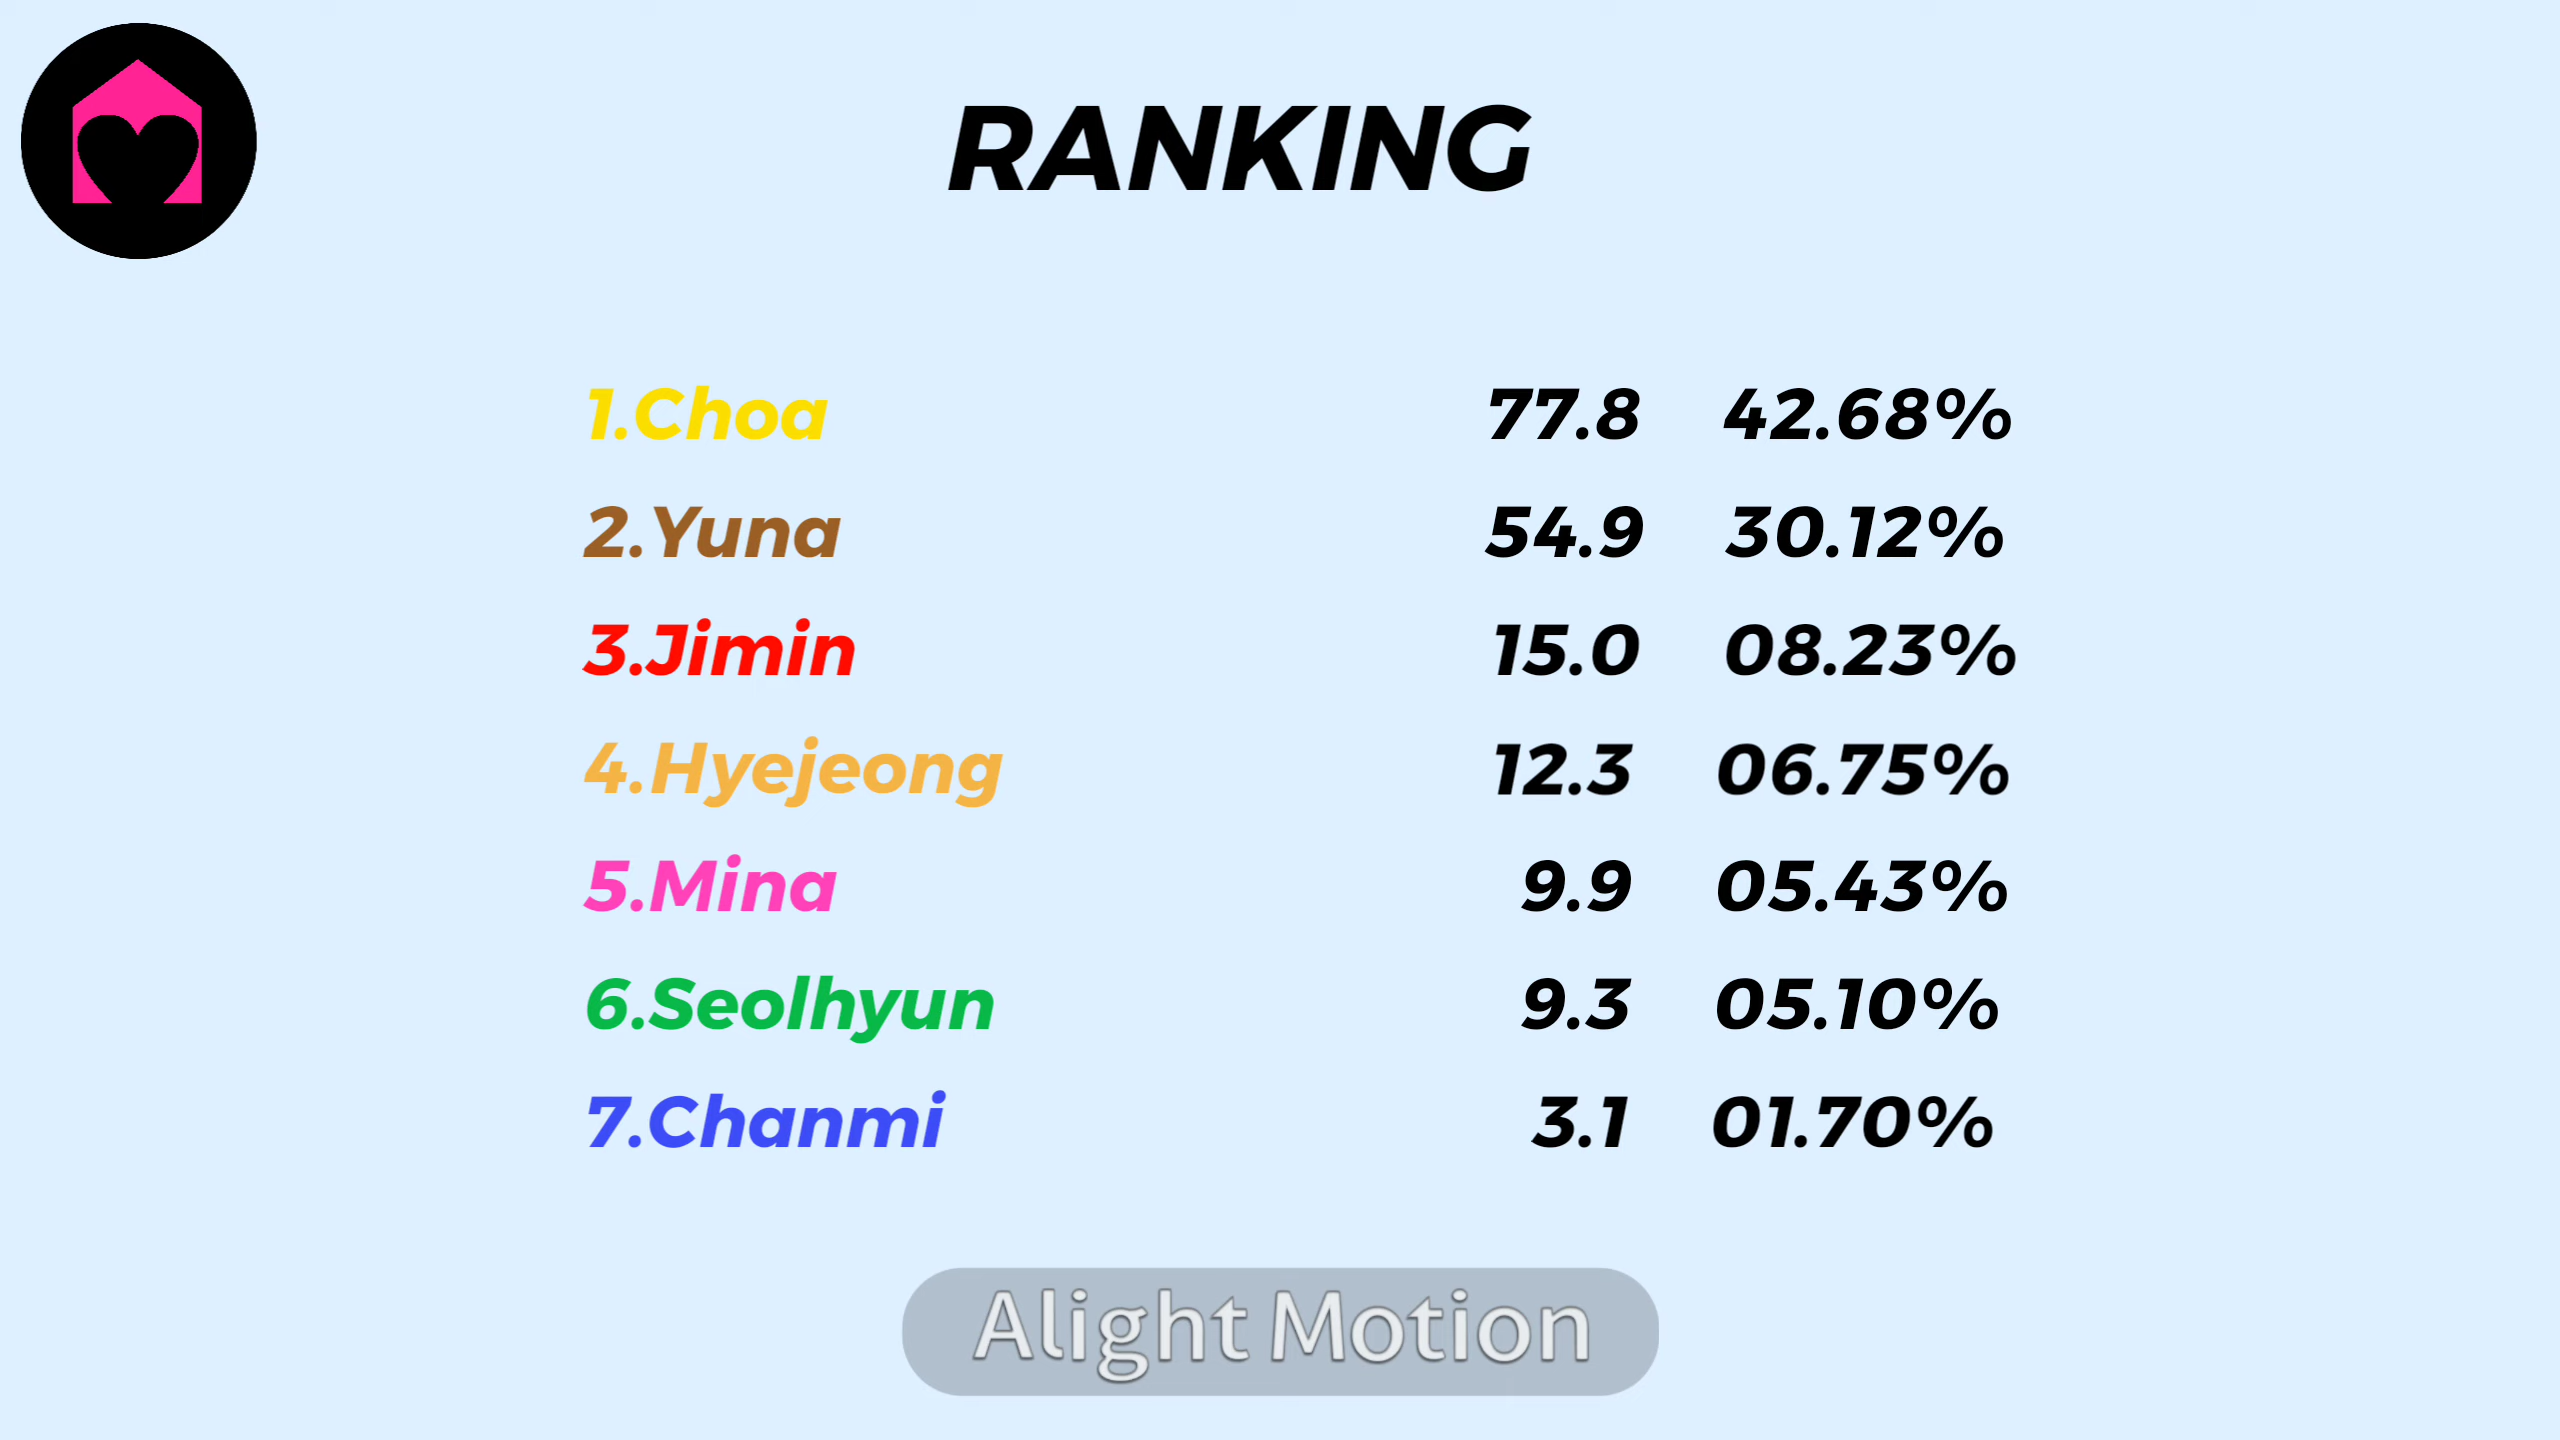 RANKING
1.Choa 77.8 42.68%
2.Yuna 54.9 30.12%
3.Jimin 15.0 08.23%
4.Hyejeong 12.3 06.75%
5.Mina 9.9 05.43%
6.Seolhyun 9.3 05.10%
7.Chanmi 3.1 01.70%
Alight Motion